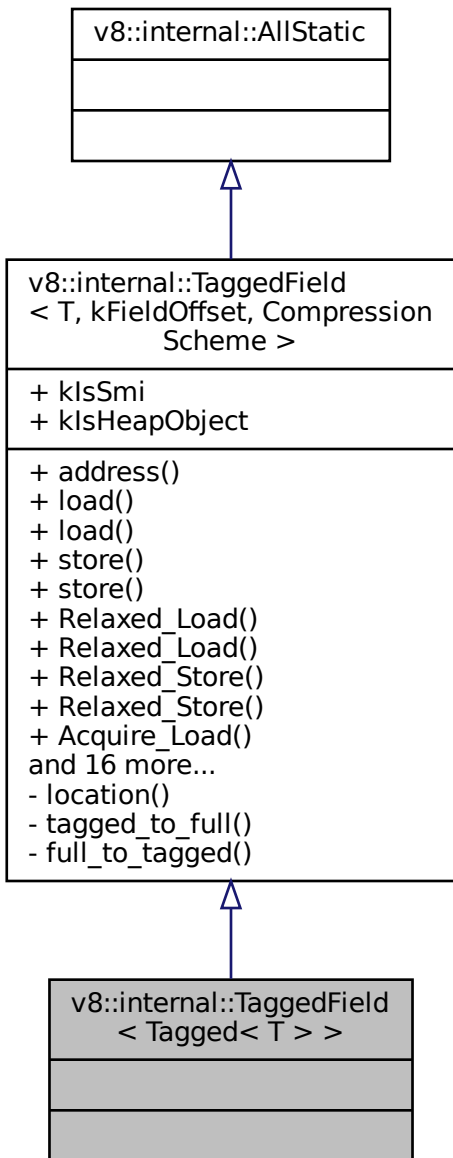 v8::internal::AllStatic
v8::internal::TaggedField
< T, kFieldOffset, Compression
Scheme >
+ kIsSmi
+ kIsHeapObject
+ address()
+ load()
+ load()
+ store()
+ store()
+ Relaxed_Load()
+ Relaxed_Load()
+ Relaxed_Store()
+ Relaxed_Store()
+ Acquire_Load()
and 16 more...
- location()
- tagged_to_full()
- full_to_tagged()
v8::internal::TaggedField
< Tagged< T > >